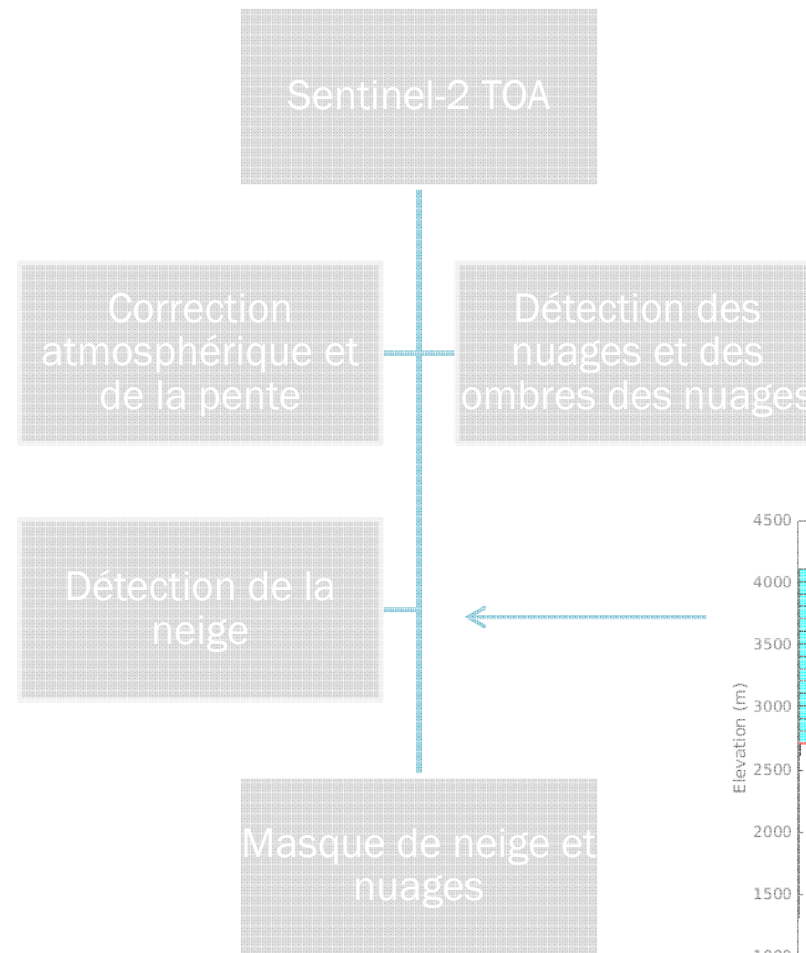 Sentinel-2 TOA
Correction
atmosphérique et
de la pente
Détection des
nuages et des
ombres des nuages
Détection de la
neige
Masque de neige et
nuages
4500
4000
3500
3000
2500
2000
1500
Elevation (m)